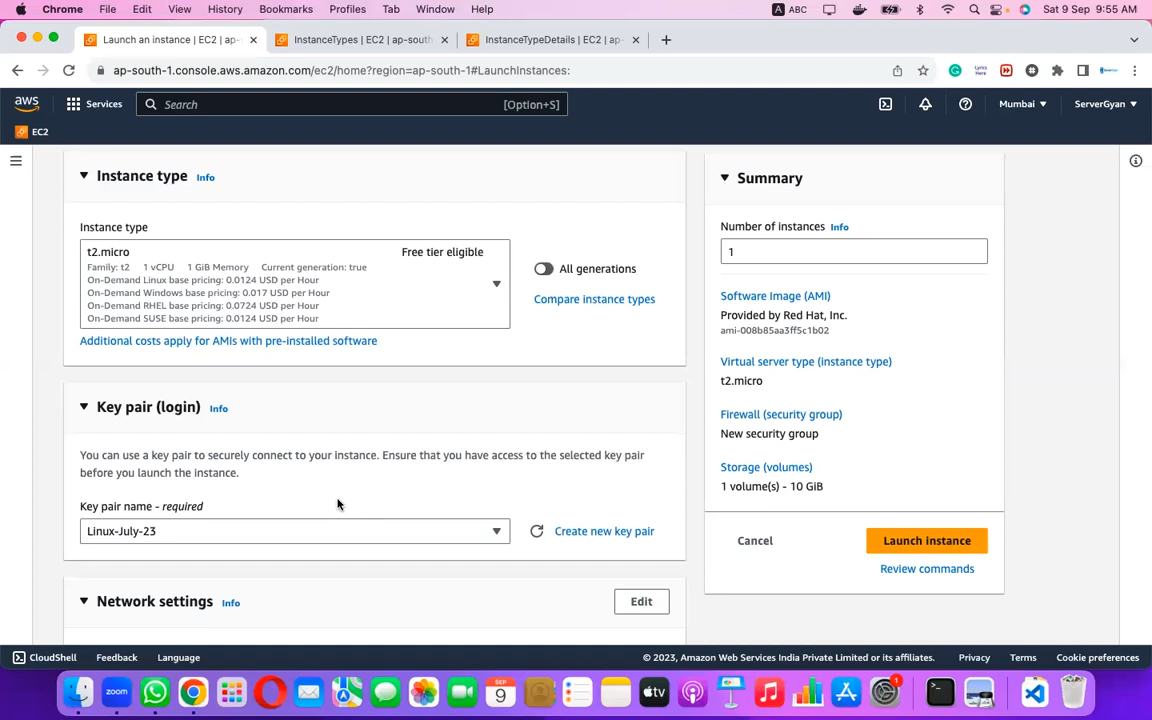 Chrome File Edit View History Bookmarks Profiles Tab Window Help A ABC Sat 9 Sep 9:55 AM
Launch an instance | EC2 | ap- InstanceTypes | EC2 | ap-sout InstanceTypeDetails | EC2 | ap-
ap-south-1.console.aws.amazon.com/ec2/home?region=ap-south-1#LaunchInstances:
aws Services Search [Option+S] Mumbai ServerGyan
EC2
Instance type Info
Instance type
t2.micro Free tier eligible
Family: t2 1 vCPU 1 GiB Memory Current generation: true
On-Demand Linux base pricing: 0.0124 USD per Hour
On-Demand Windows base pricing: 0.017 USD per Hour
On-Demand RHEL base pricing: 0.0724 USD per Hour
On-Demand SUSE base pricing: 0.0124 USD per Hour
All generations
Compare instance types
Additional costs apply for AMIs with pre-installed software
Key pair (login) Info
You can use a key pair to securely connect to your instance. Ensure that you have access to the selected key pair
before you launch the instance.
Key pair name - required
Linux-July-23
Create new key pair
Network settings Info
Edit
Summary
Number of instances Info
1
Software Image (AMI)
Provided by Red Hat, Inc.
ami-008b85aa3ff5c1b02
Virtual server type (instance type)
t2.micro
Firewall (security group)
New security group
Storage (volumes)
1 volume(s) - 10 GiB
Cancel Launch instance
Review commands
CloudShell Feedback Language © 2023, Amazon Web Services India Private Limited or its affiliates. Privacy Terms Cookie preferences
zoom SEP 9 tv 1